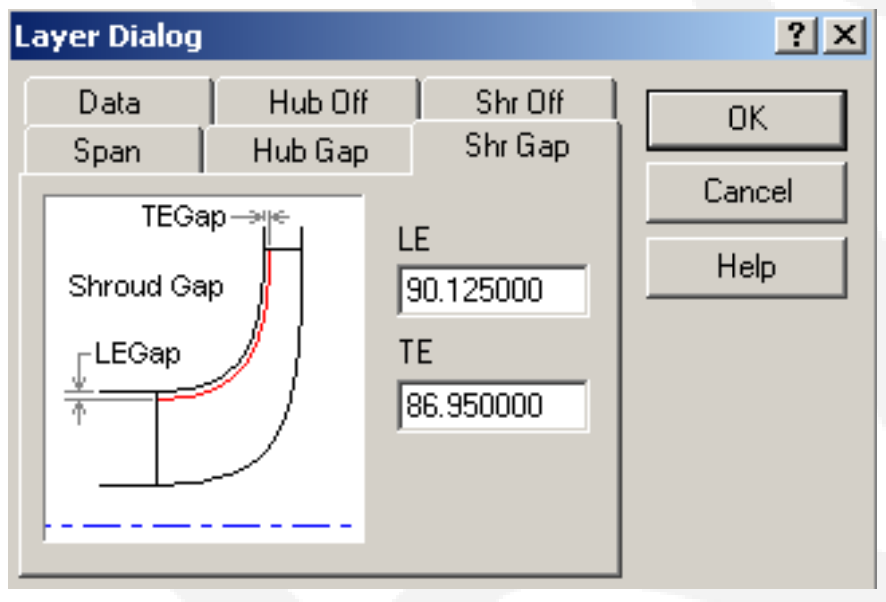 Layer Dialog
Data Hub Off Shr Off
Span Hub Gap Shr Gap
OK
Cancel
Help
TEGap
Shroud Gap
LEGap
LE
90.125000
TE
86.950000